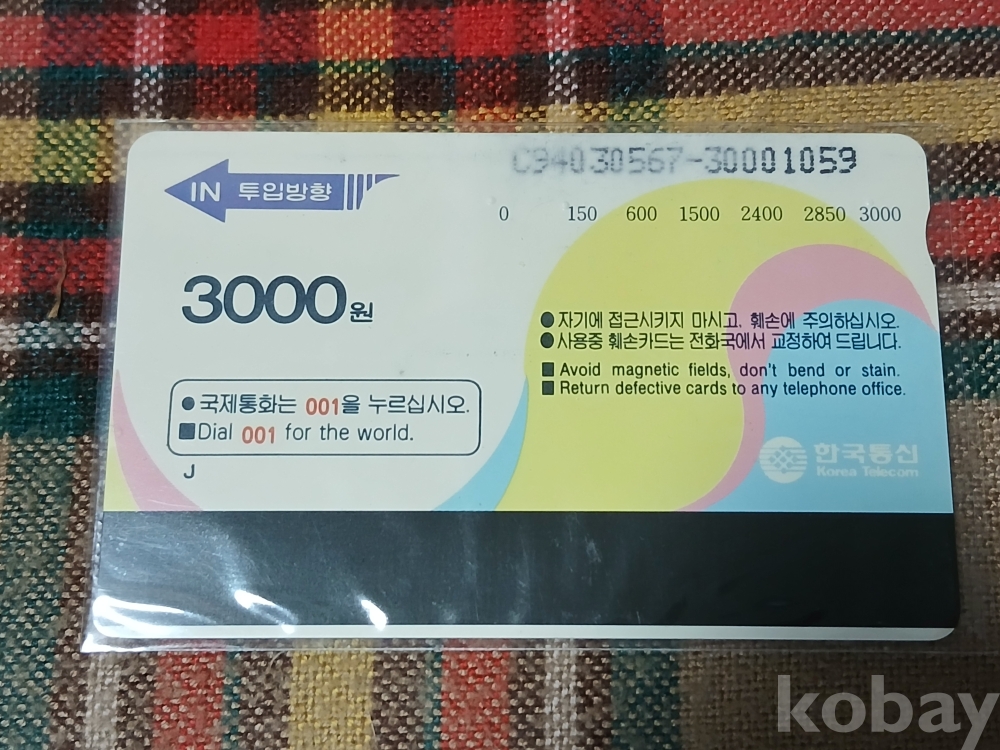 C94030567-30001059
IN 투입방향
0 150 600 1500 2400 2850 3000
3000원
● 자기에 접근시키지 마시고, 훼손에 주의하십시오.
● 사용중 훼손카드는 전화국에서 교정하여 드립니다.
■ Avoid magnetic fields, don't bend or stain.
■ Return defective cards to any telephone office.
● 국제통화는 001을 누르십시오.
■ Dial 001 for the world.
J
한국통신
Korea Telecom
kobay